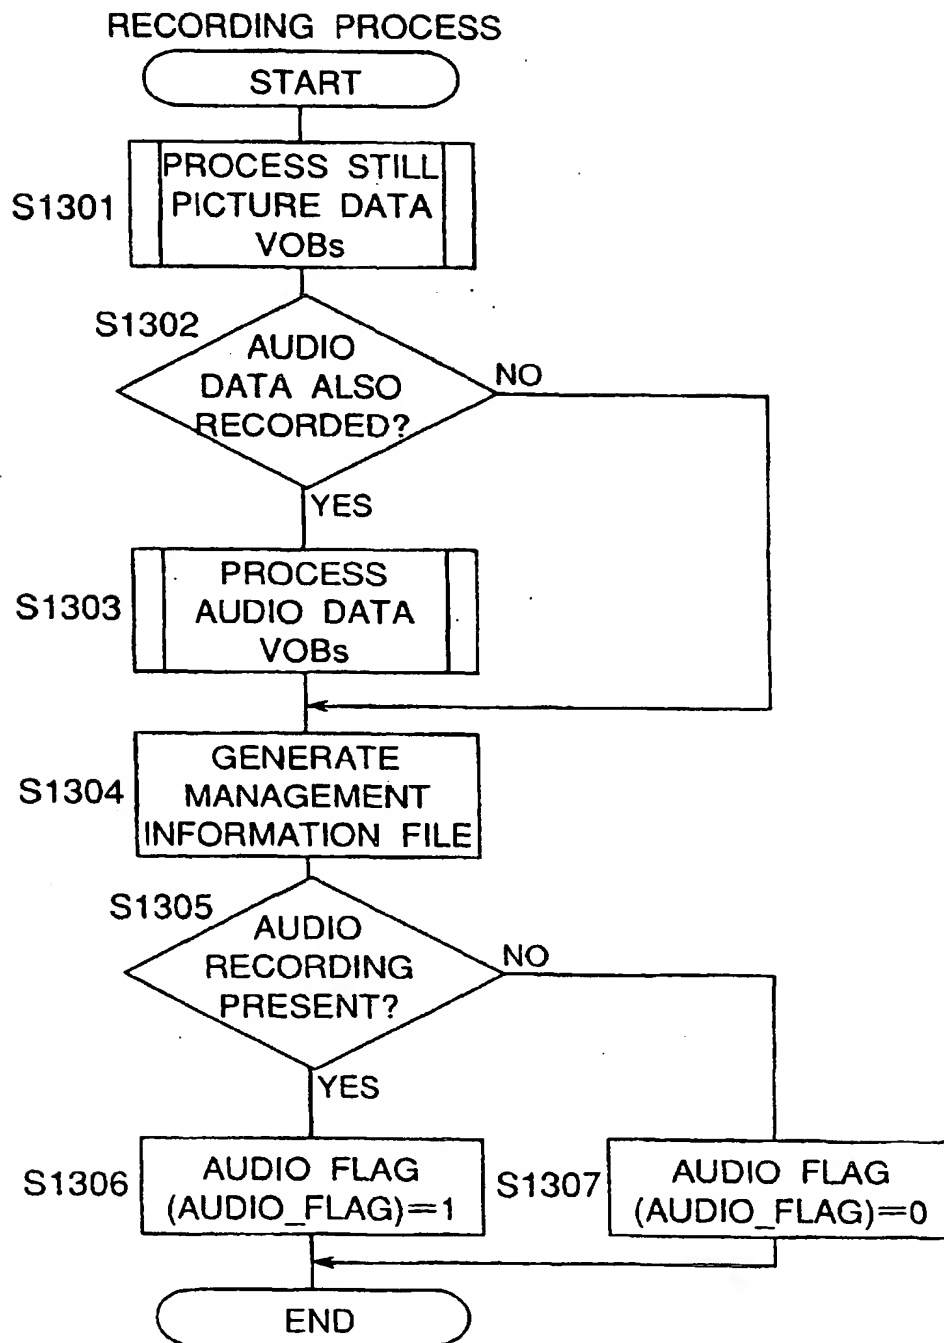 RECORDING PROCESS
START
S1301
PROCESS STILL
PICTURE DATA
VOBs
S1302
AUDIO
DATA ALSO
RECORDED?
NO
YES
S1303
PROCESS
AUDIO DATA
VOBs
S1304
GENERATE
MANAGEMENT
INFORMATION FILE
S1305
AUDIO
RECORDING
PRESENT?
NO
YES
S1306
AUDIO FLAG
(AUDIO_FLAG)=1
S1307
AUDIO FLAG
(AUDIO_FLAG)=0
END